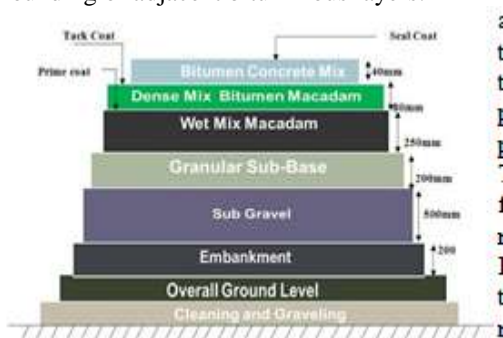 Tack Coat
Seal Coat
Prime coat
Bitumen Concrete Mix
40mm
Dense Mix Bitumen Macadam
80mm
Wet Mix Macadam
250mm
Granular Sub-Base
200mm
Sub Gravel
500mm
Embankment
200
Overall Ground Level
Cleaning and Graveling